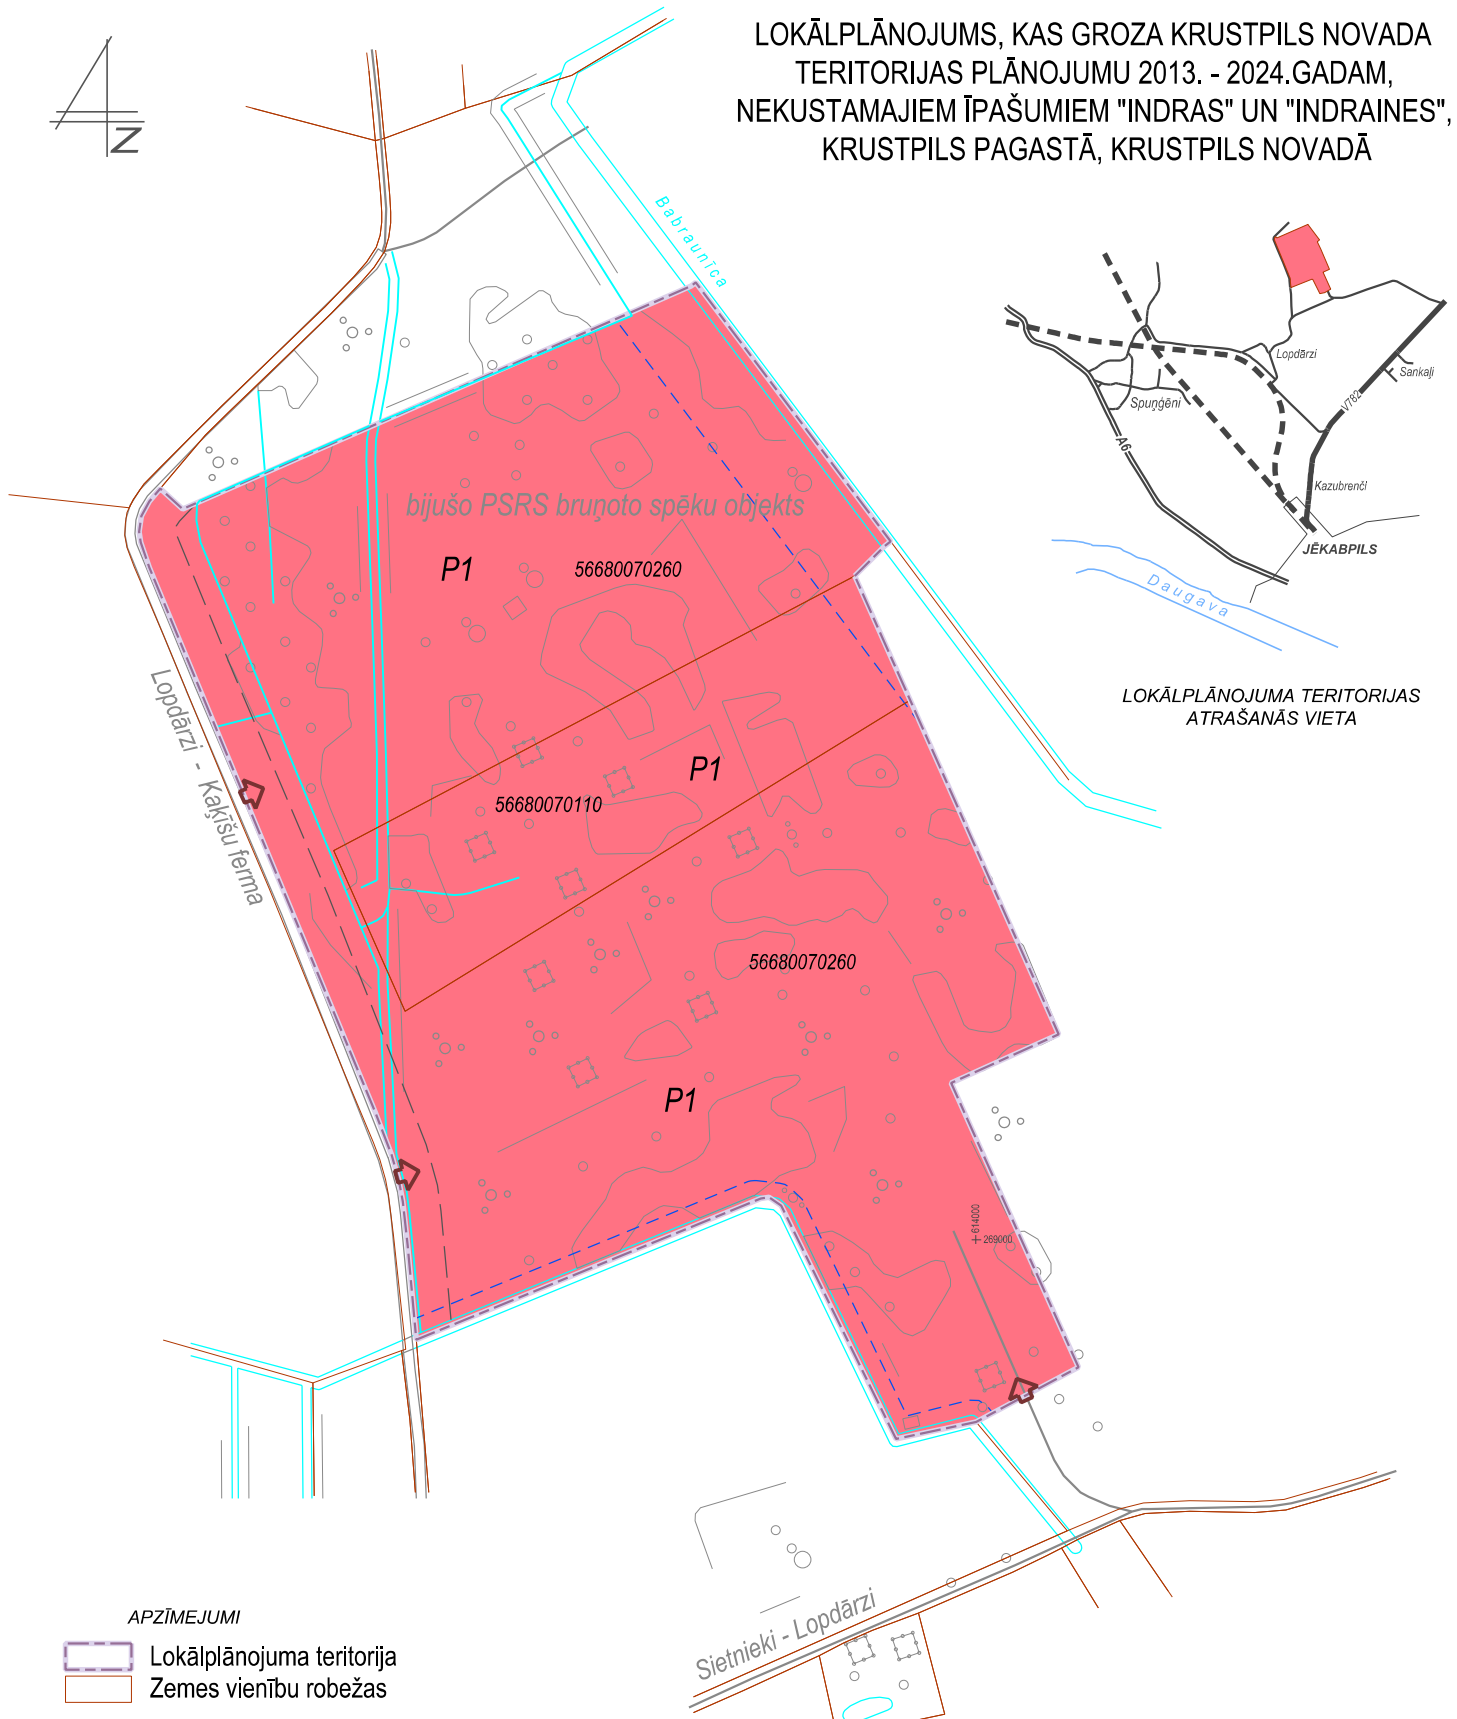 LOKĀLPLĀNOJUMS, KAS GROZA KRUSTPILS NOVADA
TERITORIJAS PLĀNOJUMU 2013. - 2024.GADAM,
NEKUSTAMAJIEM ĪPAŠUMIEM "INDRAS" UN "INDRAINES",
KRUSTPILS PAGASTĀ, KRUSTPILS NOVADĀ
Z
Babraunīca
Lopdārzi
Sankaļi
Spuņģēni
V782
A6
Kazubrenči
JĒKABPILS
Daugava
LOKĀLPLĀNOJUMA TERITORIJAS
ATRAŠANĀS VIETA
bijušo PSRS bruņoto spēku objekts
P1
56680070260
Lopdārzi - Kaķīšu ferma
P1
56680070110
56680070260
P1
614000
269000
Sietnieki - Lopdārzi
APZĪMEJUMI
Lokālplānojuma teritorija
Zemes vienību robežas